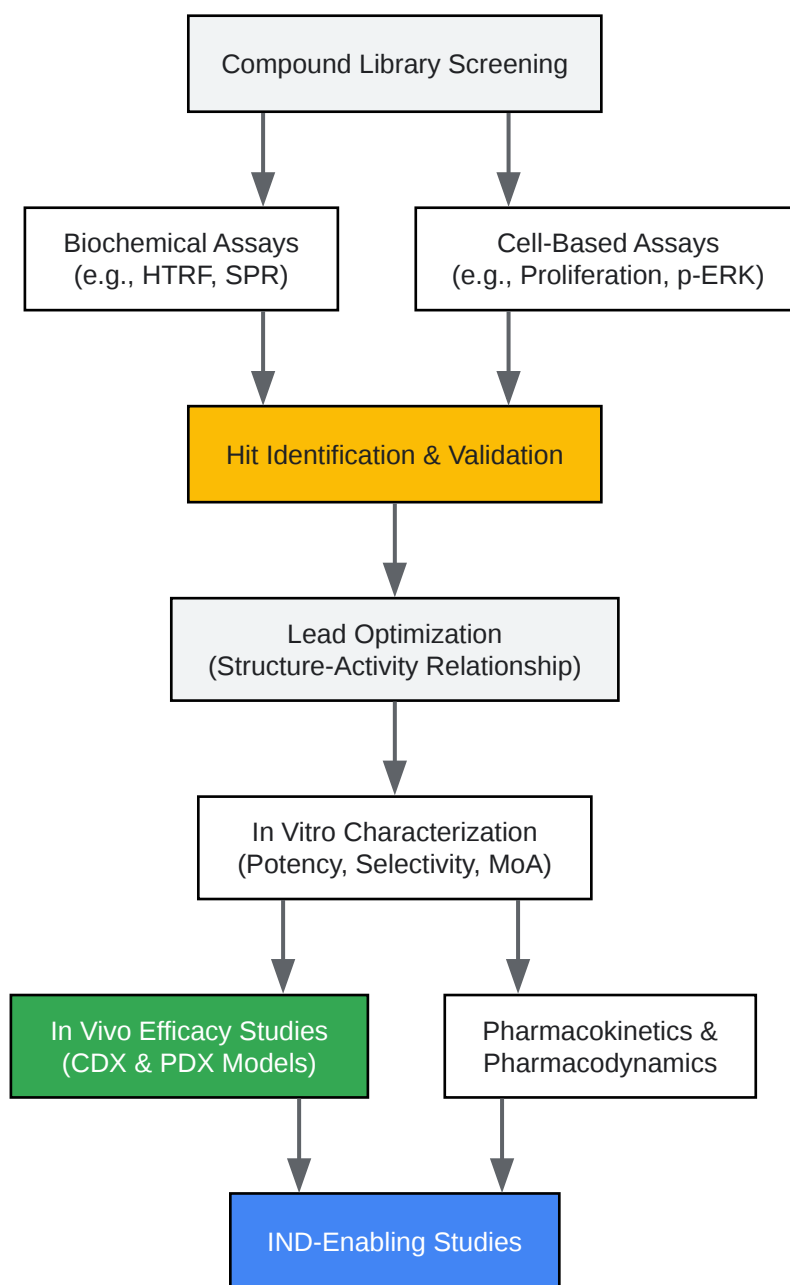 Compound Library Screening
Biochemical Assays
(e.g., HTRF, SPR)
Cell-Based Assays
(e.g., Proliferation, p-ERK)
Hit Identification & Validation
Lead Optimization
(Structure-Activity Relationship)
In Vitro Characterization
(Potency, Selectivity, MoA)
In Vivo Efficacy Studies
(CDX & PDX Models)
Pharmacokinetics &
Pharmacodynamics
IND-Enabling Studies